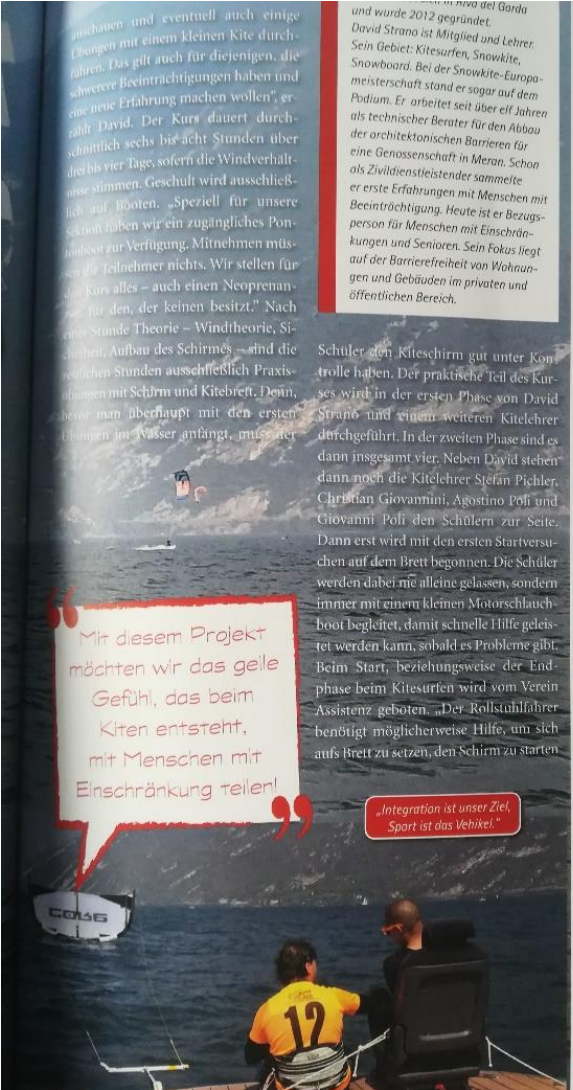 anschauen und eventuell auch einige
Übungen mit einem kleinen Kite durch-
führen. Das gilt auch für diejenigen, die
schwerere Beeinträchtigungen haben und
eine neue Erfahrung machen wollen“, er-
zählt David. Der Kurs dauert durch-
schnittlich sechs bis acht Stunden über
drei bis vier Tage, sofern die Windverhält-
nisse stimmen. Geschult wird ausschließ-
lich auf Booten. „Speziell für unsere
Sektion haben wir ein zugängliches Pon-
tonboot zur Verfügung. Mitnehmen müs-
sen die Teilnehmer nichts. Wir stellen für
den Kurs alles – auch einen Neoprenan-
zug, für den, der keinen besitzt.” Nach
einer Stunde Theorie – Windtheorie, Si-
cherheit, Aufbau des Schirmes – sind die
restlichen Stunden ausschließlich Praxis-
übungen mit Schirm und Kitebrett. Denn,
bevor man überhaupt mit den ersten
Übungen im Wasser anfängt, muss der
in Riva del Garda
und wurde 2012 gegründet.
David Strano ist Mitglied und Lehrer.
Sein Gebiet: Kitesurfen, Snowkite,
Snowboard. Bei der Snowkite-Europa-
meisterschaft stand er sogar auf dem
Podium. Er arbeitet seit über elf Jahren
als technischer Berater für den Abbau
der architektonischen Barrieren für
eine Genossenschaft in Meran. Schon
als Zivildienstleistender sammelte
er erste Erfahrungen mit Menschen mit
Beeinträchtigung. Heute ist er Bezugs-
person für Menschen mit Einschrän-
kungen und Senioren. Sein Fokus liegt
auf der Barrierefreiheit von Wohnun-
gen und Gebäuden im privaten und
öffentlichen Bereich.
Schüler den Kiteschirm gut unter Kon-
trolle haben. Der praktische Teil des Kur-
ses wird in der ersten Phase von David
Strano und einem weiteren Kitelehrer
durchgeführt. In der zweiten Phase sind es
dann insgesamt vier. Neben David stehen
dann noch die Kitelehrer Stefan Pichler,
Christian Giovannini, Agostino Poli und
Giovanni Poli den Schülern zur Seite.
Dann erst wird mit den ersten Startversu-
chen auf dem Brett begonnen. Die Schüler
werden dabei nie alleine gelassen, sondern
immer mit einem kleinen Motorschlauch-
boot begleitet, damit schnelle Hilfe geleis-
tet werden kann, sobald es Probleme gibt.
Beim Start, beziehungsweise der End-
phase beim Kitesurfen wird vom Verein
Assistenz geboten. „Der Rollstuhlfahrer
benötigt möglicherweise Hilfe, um sich
aufs Brett zu setzen, den Schirm zu starten
“Mit diesem Projekt
möchten wir das geile
Gefühl, das beim
Kiten entsteht,
mit Menschen mit
Einschränkung teilen!”
„Integration ist unser Ziel,
Sport ist das Vehikel.“
12